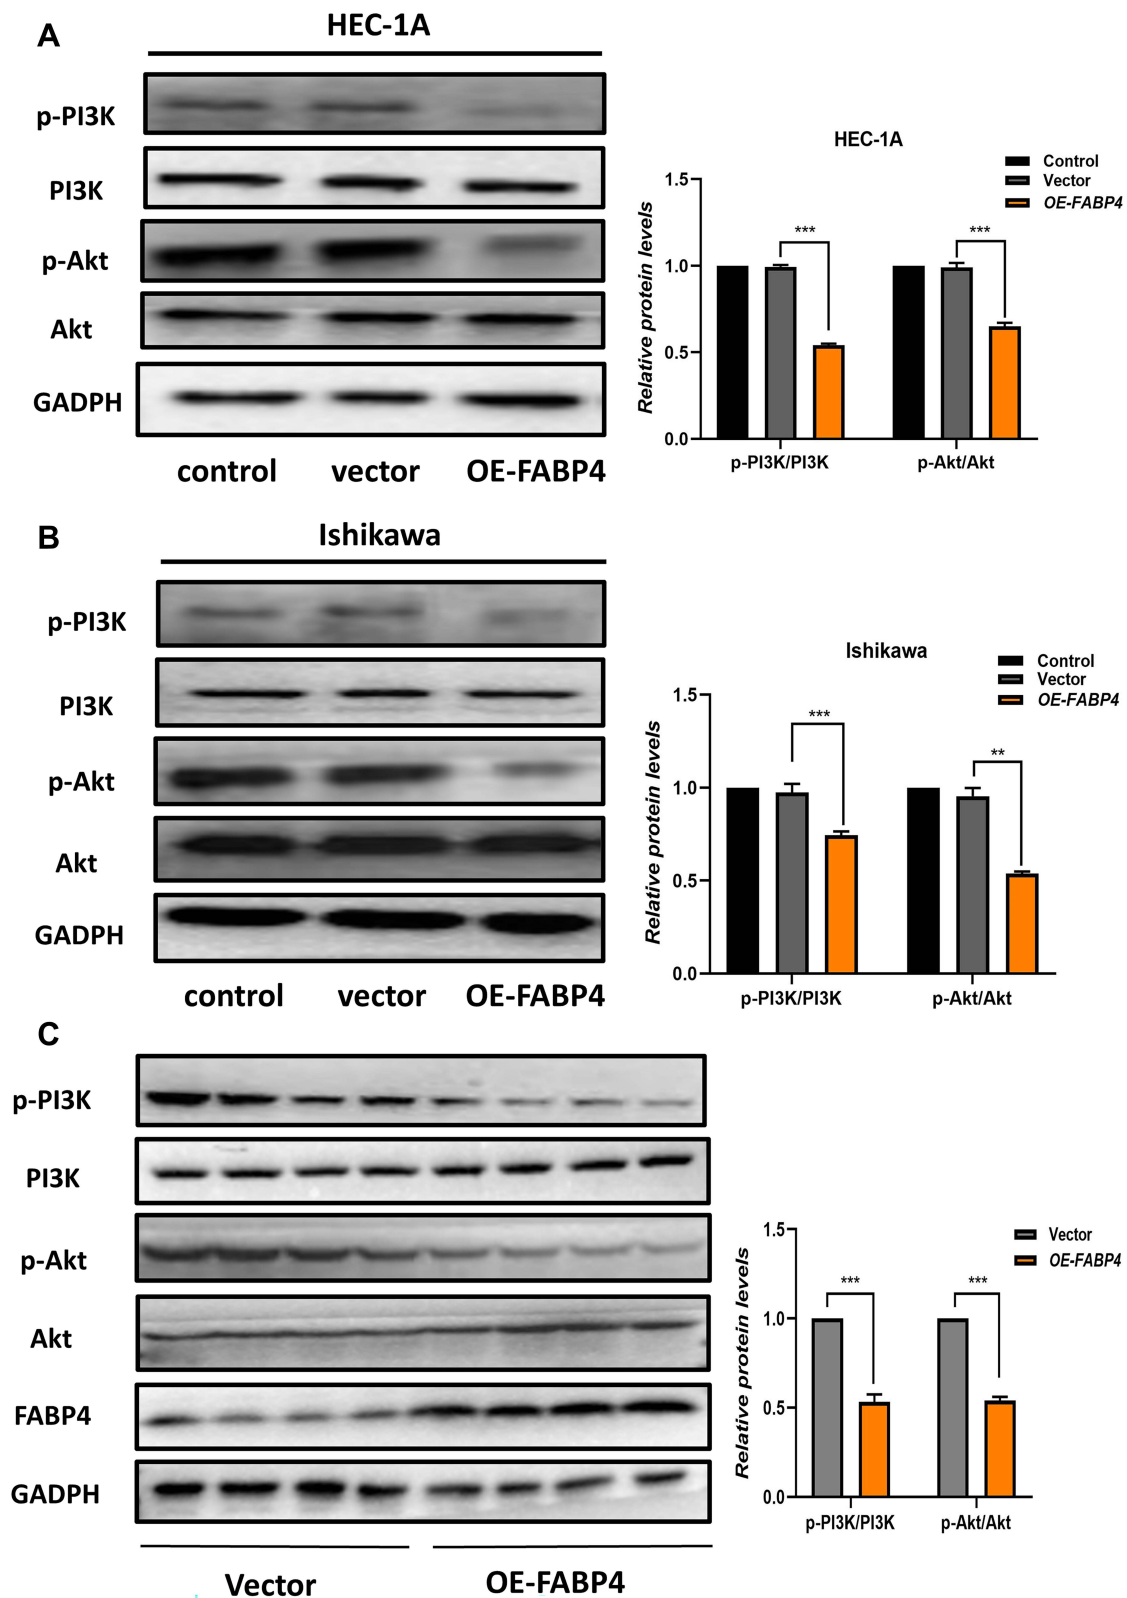 A
HEC-1A
p-PI3K
PI3K
p-Akt
Akt
GADPH
control vector OE-FABP4
HEC-1A
Control
Vector
OE-FABP4
Relative protein levels
1.5
1.0
0.5
0.0
*** ***
p-PI3K/PI3K p-Akt/Akt
B
Ishikawa
p-PI3K
PI3K
p-Akt
Akt
GADPH
control vector OE-FABP4
Ishikawa
Control
Vector
OE-FABP4
Relative protein levels
1.5
1.0
0.5
0.0
*** **
p-PI3K/PI3K p-Akt/Akt
C
p-PI3K
PI3K
p-Akt
Akt
FABP4
GADPH
Vector OE-FABP4
Vector
OE-FABP4
Relative protein levels
1.5
1.0
0.5
0.0
*** ***
p-PI3K/PI3K p-Akt/Akt